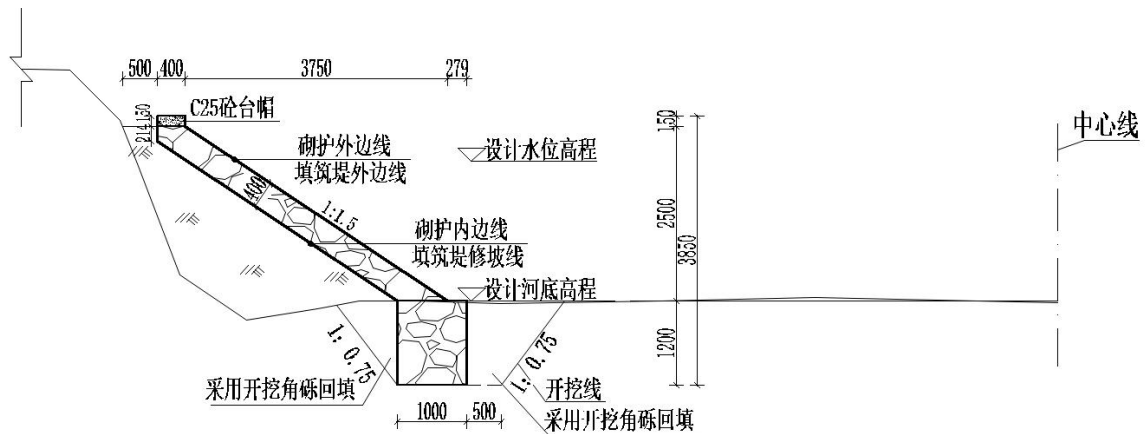 500 400 3750 279
C25砼台帽
150
214
砌护外边线
填筑堤外边线
设计水位高程
中心线
150
400
1:1.5
砌护内边线
填筑堤修坡线
2500
3850
设计河底高程
1: 0.75
1: 0.75
1200
采用开挖角砾回填
开挖线
采用开挖角砾回填
1000 500